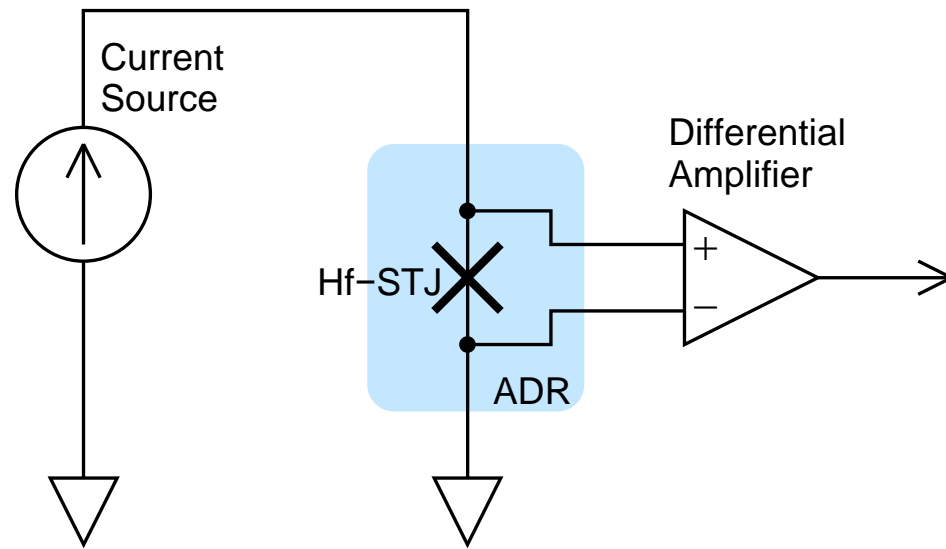 Current
Source
Differential
Amplifier
+
Hf−STJ
−
ADR